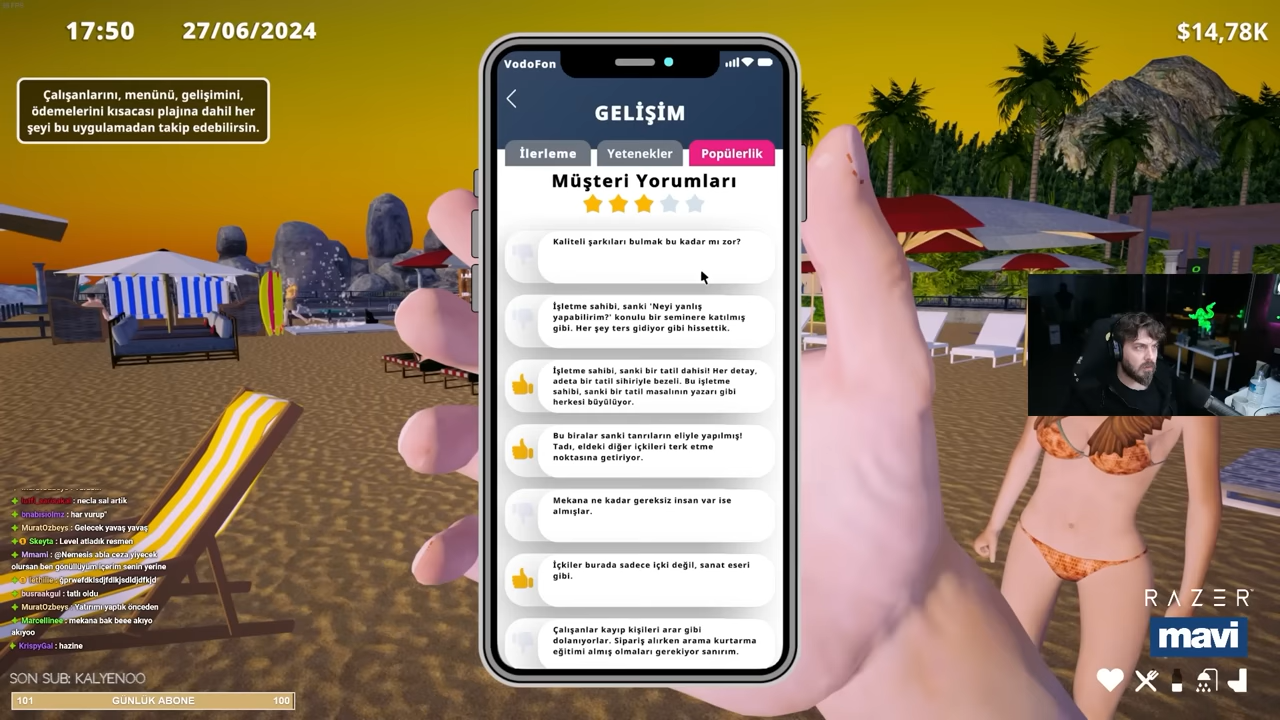 17:50
27/06/2024
$14,78K
Çalışanlarını, menünü, gelişimini,
ödemelerini kısacası plajına dahil her
şeyi bu uygulamadan takip edebilirsin.
VodoFon
GELİŞİM
İlerleme
Yetenekler
Popülerlik
Müşteri Yorumları
Kaliteli şarkıları bulmak bu kadar mı zor?
İşletme sahibi, sanki 'Neyi yanlış
yapabilirim?' konulu bir seminere katılmış
gibi. Her şey ters gidiyor gibi hissettik.
İşletme sahibi, sanki bir tatil dahisi! Her detay,
adeta bir tatil sihiriyle bezeli. Bu işletme
sahibi, sanki bir tatil masalının yazarı gibi
herkesi büyülüyor.
Bu biralar sanki tanrıların eliyle yapılmış!
Tadı, eldeki diğer içkileri terk etme
noktasına getiriyor.
Mekana ne kadar gereksiz insan var ise
almışlar.
İçkiler burada sadece içki değil, sanat eseri
gibi.
Çalışanlar kayıp kişileri arar gibi
dolanıyorlar. Sipariş alırken arama kurtarma
eğitimi almış olmaları gerekiyor sanırım.
: necla sal artik
bnabisiolmz : har vurup"
MuratOzbeys : Gelecek yavaş yavaş
Skeyta : Level atladık resmen
Mmami : @Nemesis abla ceza yiyecek
olursan ben gönüllüyüm içerim senin yerine
: gprwefdklsdjfdlkjsdldjdfkjd
busraakgul : tatlı oldu
MuratOzbeys : Yatırımı yaptık önceden
Marcellinee : mekana bak beee akıyo
akıyoo
KrispyGal : hazine
SON SUB: KALYENOO
101 GÜNLÜK ABONE 100
RAZER
mavi